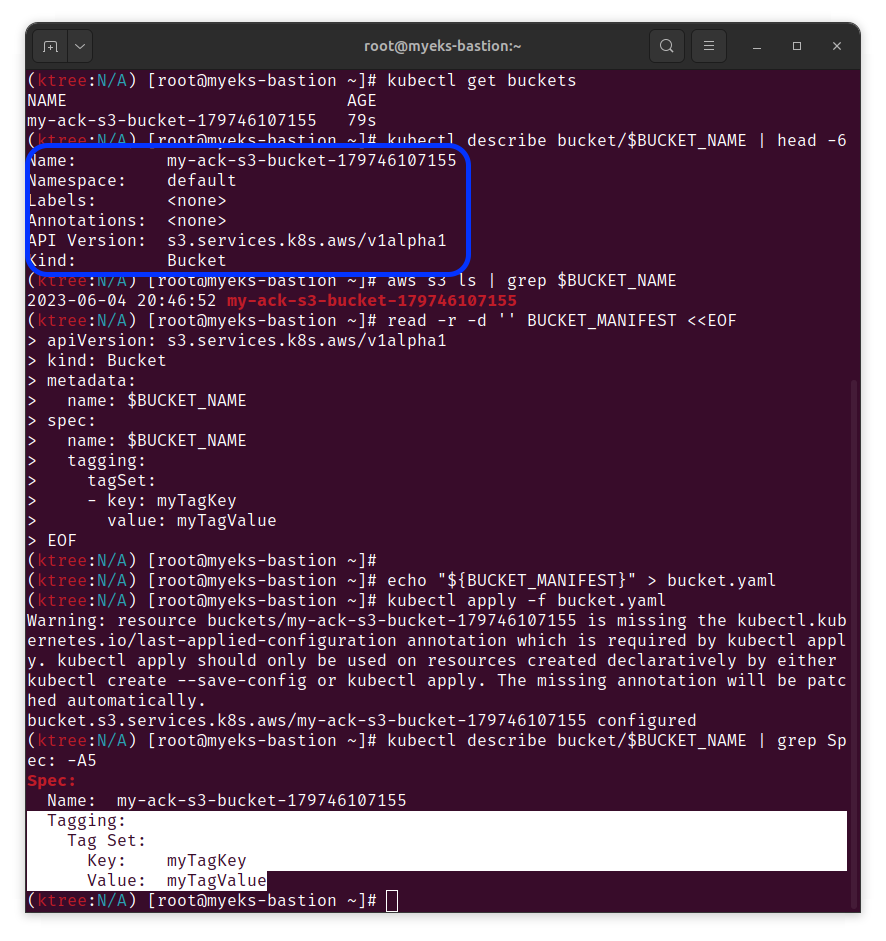 root@myeks-bastion:~
(ktree:N/A) [root@myeks-bastion ~]# kubectl get buckets
NAME                            AGE
my-ack-s3-bucket-179746107155   79s
(ktree:N/A) [root@myeks-bastion ~]# kubectl describe bucket/$BUCKET_NAME | head -6
Name:         my-ack-s3-bucket-179746107155
Namespace:    default
Labels:       <none>
Annotations:  <none>
API Version:  s3.services.k8s.aws/v1alpha1
Kind:         Bucket
(ktree:N/A) [root@myeks-bastion ~]# aws s3 ls | grep $BUCKET_NAME
2023-06-04 20:46:52 my-ack-s3-bucket-179746107155
(ktree:N/A) [root@myeks-bastion ~]# read -r -d '' BUCKET_MANIFEST <<EOF
> apiVersion: s3.services.k8s.aws/v1alpha1
> kind: Bucket
> metadata:
>   name: $BUCKET_NAME
> spec:
>   name: $BUCKET_NAME
>   tagging:
>     tagSet:
>     - key: myTagKey
>       value: myTagValue
> EOF
(ktree:N/A) [root@myeks-bastion ~]#
(ktree:N/A) [root@myeks-bastion ~]# echo "${BUCKET_MANIFEST}" > bucket.yaml
(ktree:N/A) [root@myeks-bastion ~]# kubectl apply -f bucket.yaml
Warning: resource buckets/my-ack-s3-bucket-179746107155 is missing the kubectl.kub
ernetes.io/last-applied-configuration annotation which is required by kubectl appl
y. kubectl apply should only be used on resources created declaratively by either
kubectl create --save-config or kubectl apply. The missing annotation will be patc
hed automatically.
bucket.s3.services.k8s.aws/my-ack-s3-bucket-179746107155 configured
(ktree:N/A) [root@myeks-bastion ~]# kubectl describe bucket/$BUCKET_NAME | grep Sp
ec: -A5
Spec:
  Name:  my-ack-s3-bucket-179746107155
  Tagging:
    Tag Set:
      Key:    myTagKey
      Value:  myTagValue
(ktree:N/A) [root@myeks-bastion ~]#